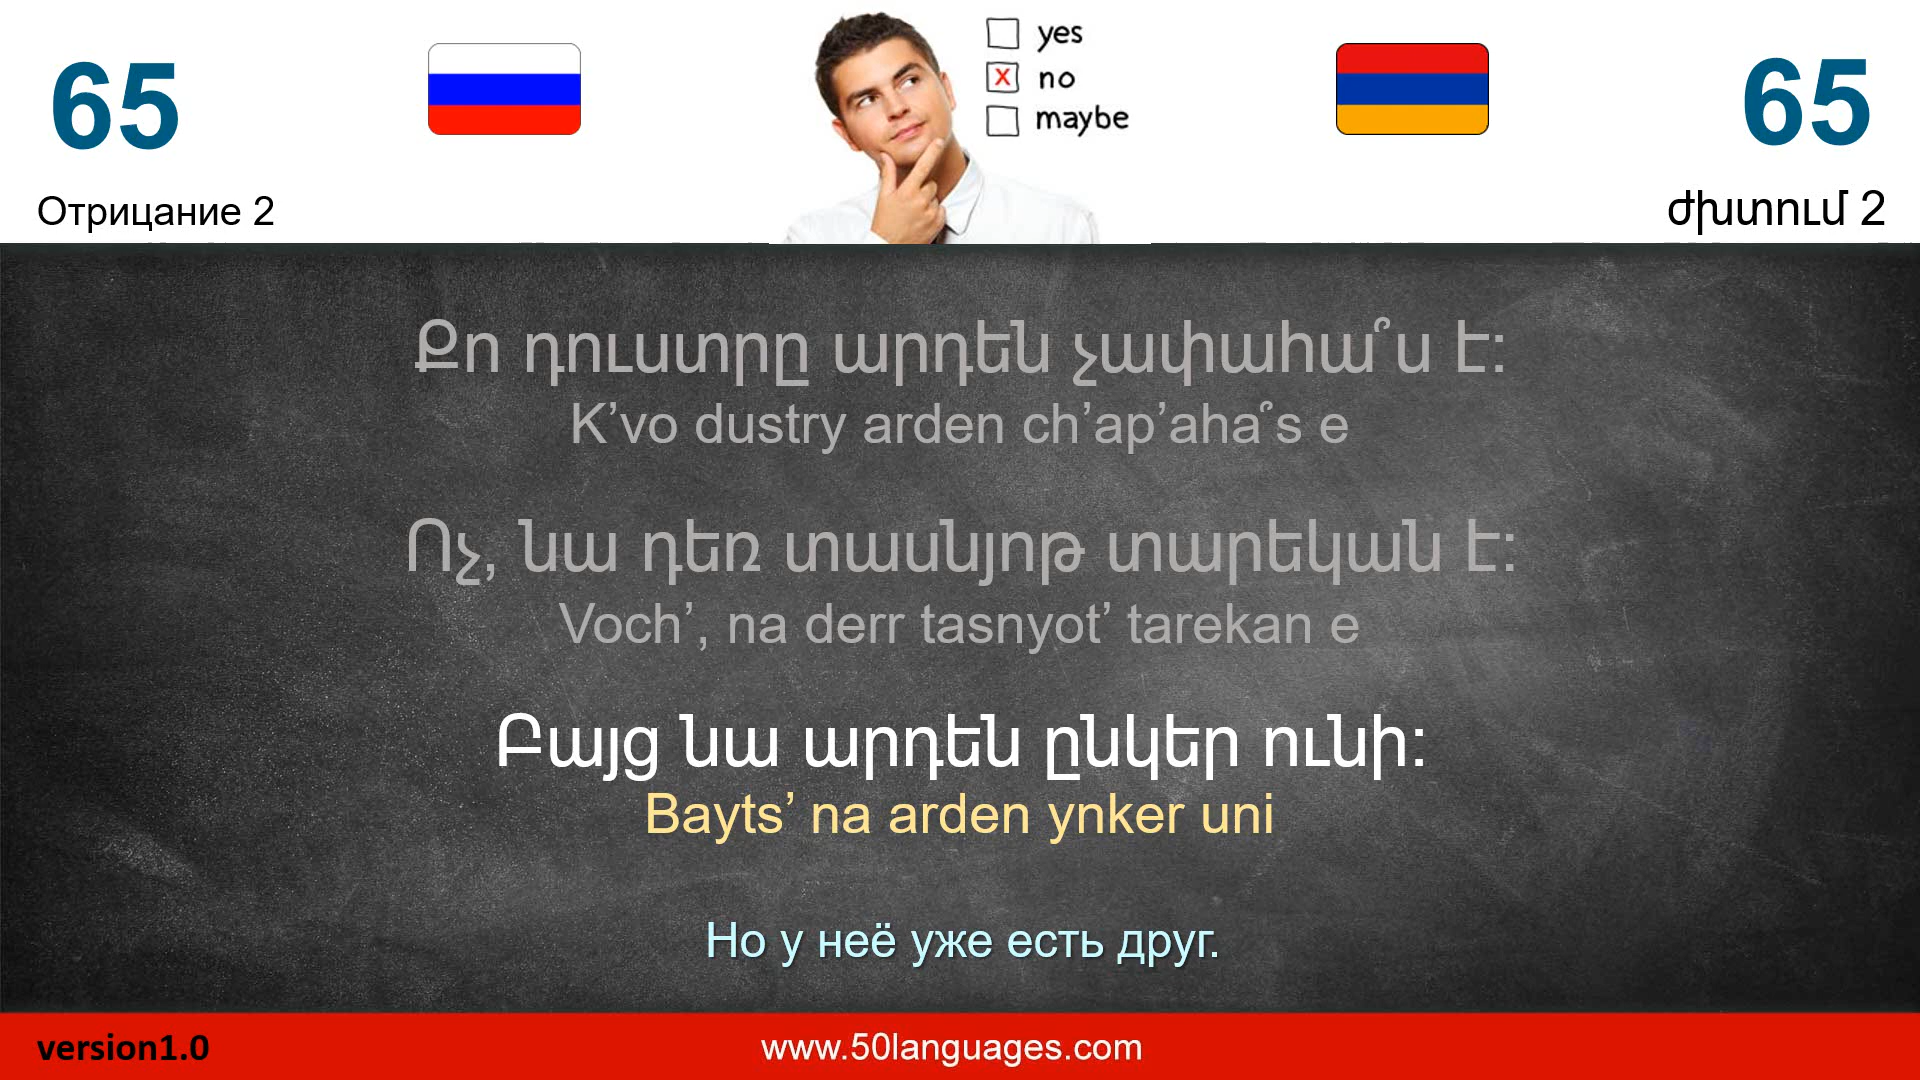 65
yes
x no
maybe
65
Отрицание 2
Ժխտում 2
Քո դուստրը արդեն չափահա՞ս է:
K’vo dustry arden ch’ap’aha՞s e
Ոչ, նա դեռ տասնյոթ տարեկան է:
Voch’, na derr tasnyot’ tarekan e
Բայց նա արդեն ընկեր ունի:
Bayts’ na arden ynker uni
Но у неё уже есть друг.
version1.0
www.50languages.com